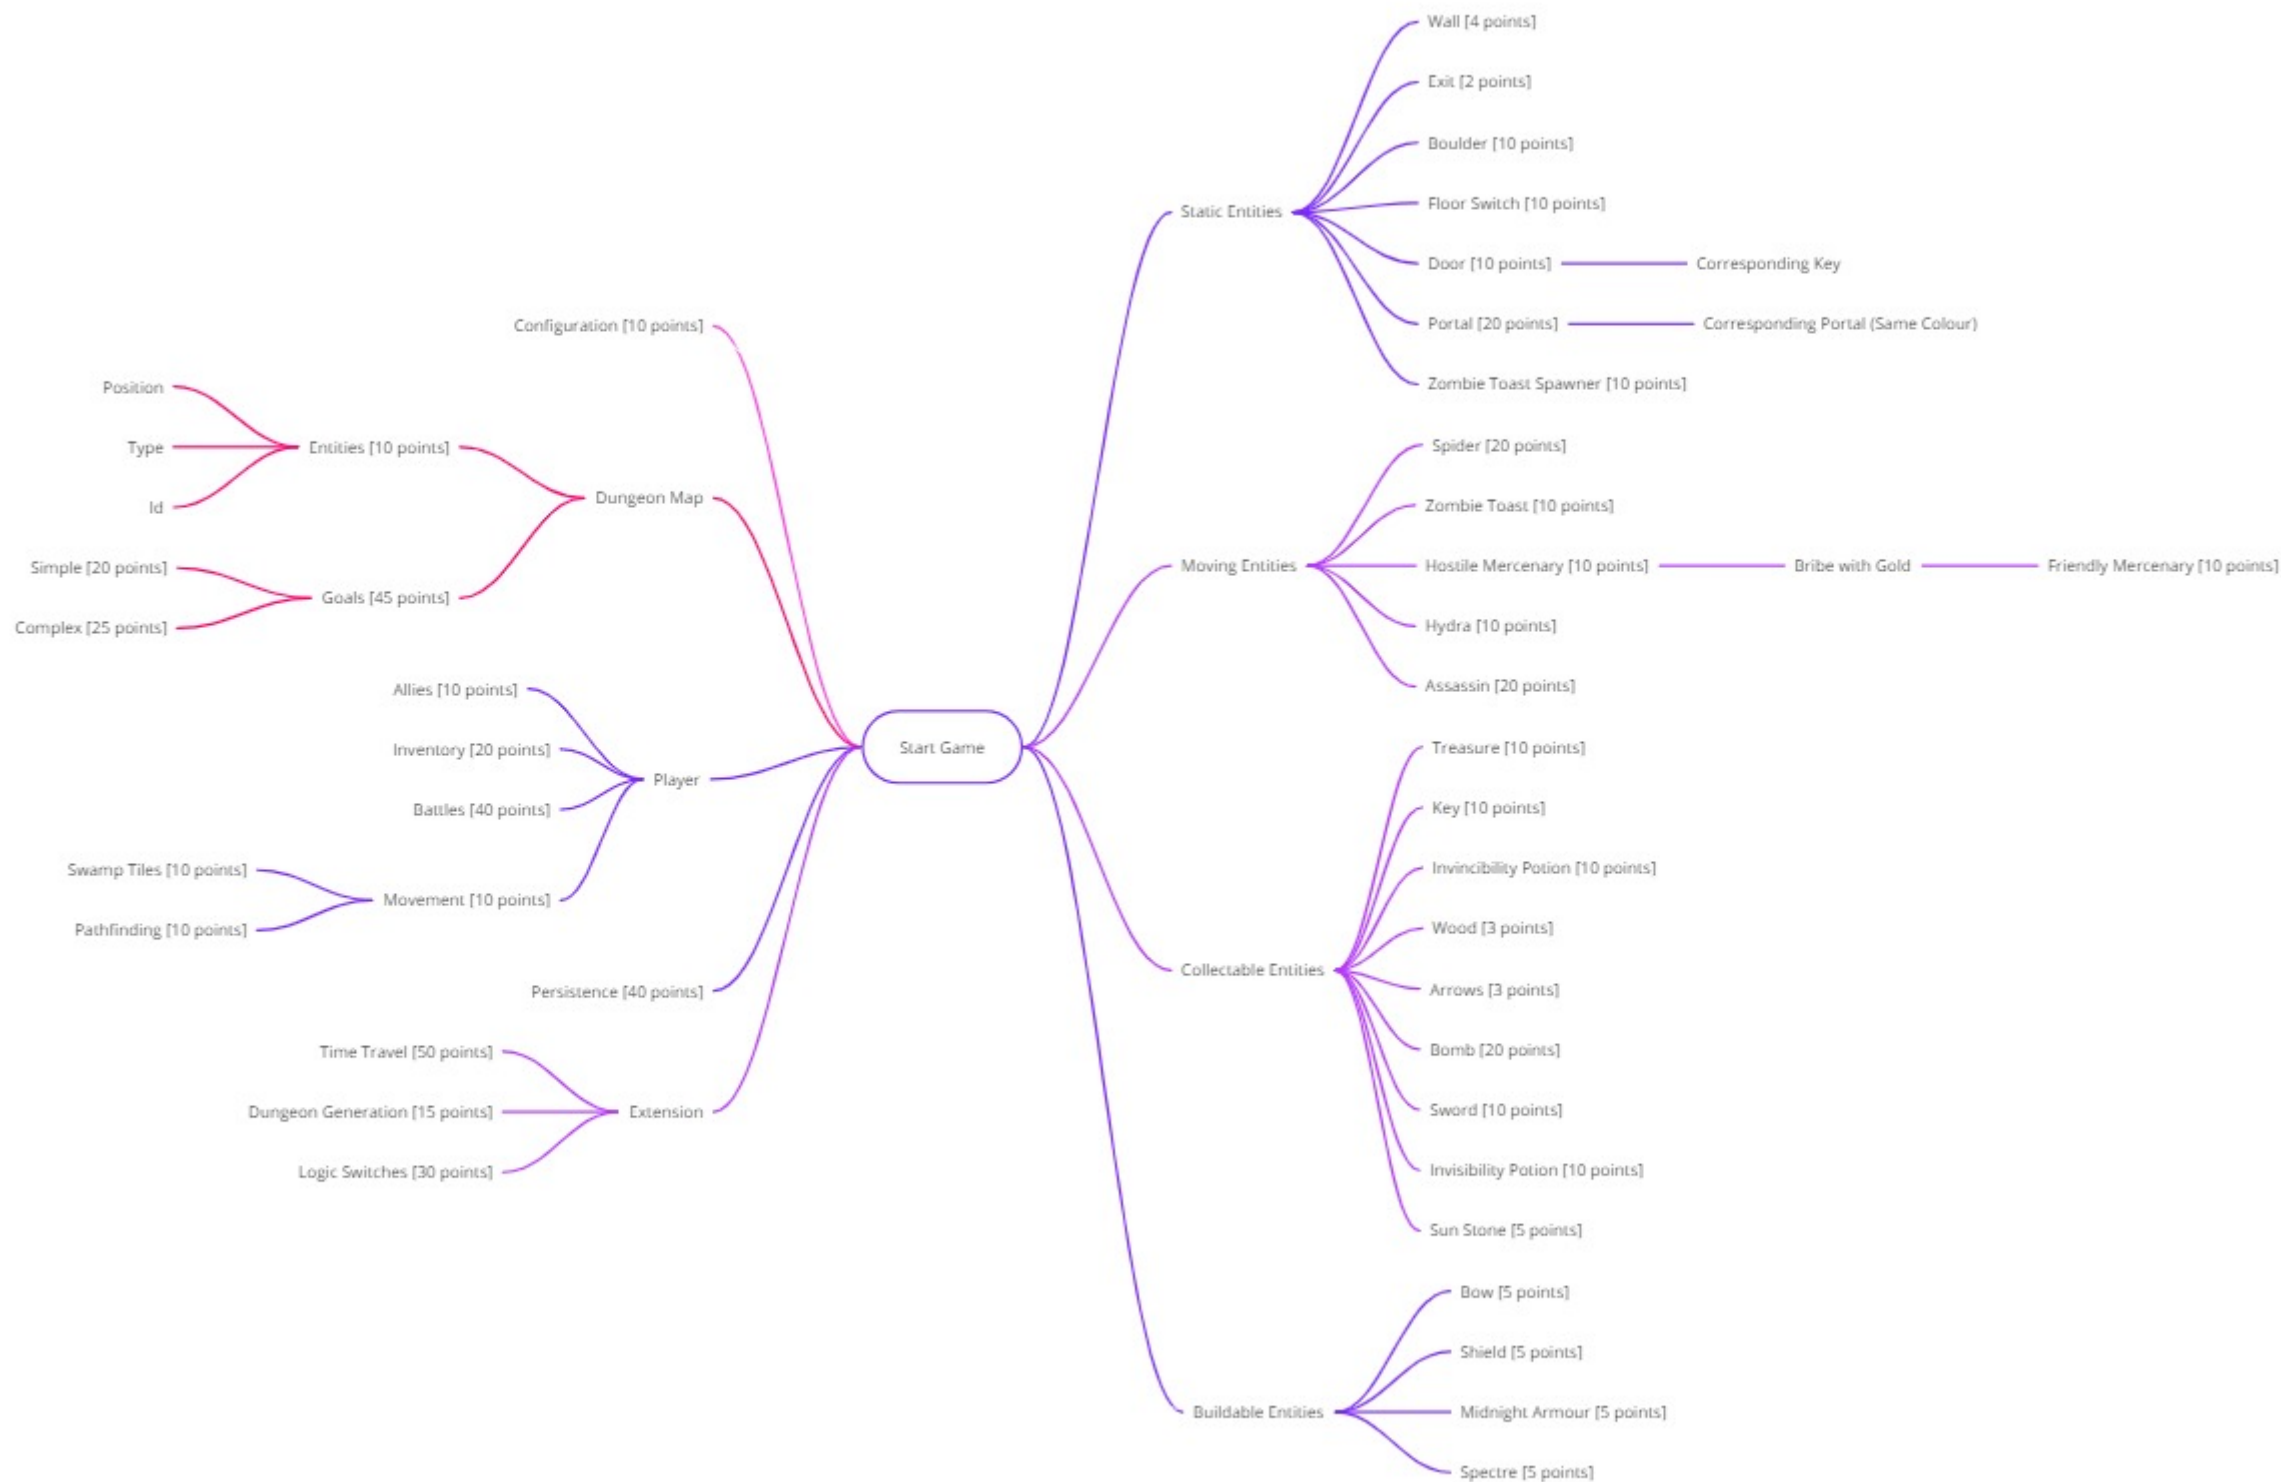 Start Game
Configuration [10 points]
Dungeon Map
Entities [10 points]
Position
Type
Id
Goals [45 points]
Simple [20 points]
Complex [25 points]
Player
Allies [10 points]
Inventory [20 points]
Battles [40 points]
Movement [10 points]
Swamp Tiles [10 points]
Pathfinding [10 points]
Persistence [40 points]
Extension
Time Travel [50 points]
Dungeon Generation [15 points]
Logic Switches [30 points]
Static Entities
Wall [4 points]
Exit [2 points]
Boulder [10 points]
Floor Switch [10 points]
Door [10 points]
Corresponding Key
Portal [20 points]
Corresponding Portal (Same Colour)
Zombie Toast Spawner [10 points]
Moving Entities
Spider [20 points]
Zombie Toast [10 points]
Hostile Mercenary [10 points]
Bribe with Gold
Friendly Mercenary [10 points]
Hydra [10 points]
Assassin [20 points]
Collectable Entities
Treasure [10 points]
Key [10 points]
Invincibility Potion [10 points]
Wood [3 points]
Arrows [3 points]
Bomb [20 points]
Sword [10 points]
Invisibility Potion [10 points]
Sun Stone [5 points]
Buildable Entities
Bow [5 points]
Shield [5 points]
Midnight Armour [5 points]
Spectre [5 points]